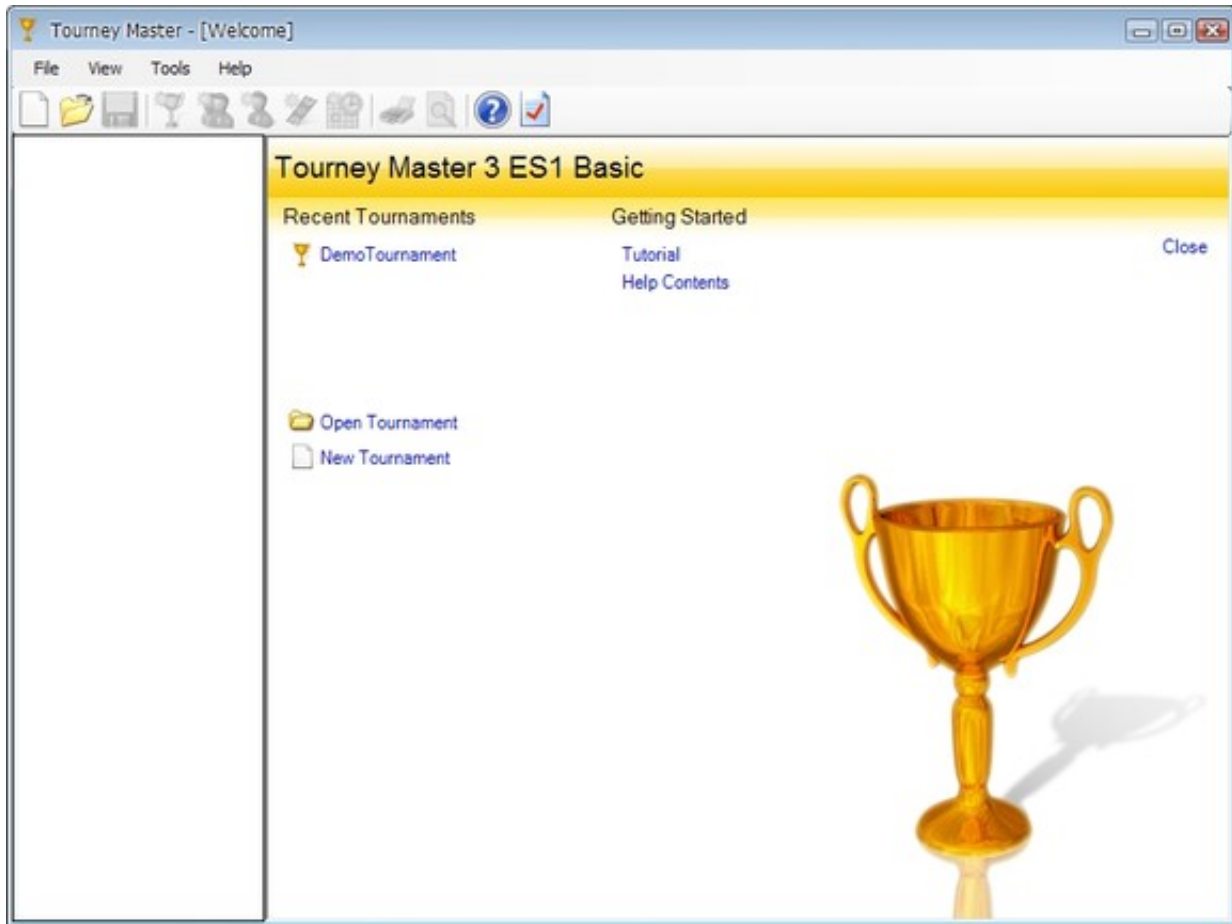 Tourney Master - [Welcome]
File View Tools Help
Tourney Master 3 ES1 Basic
Recent Tournaments Getting Started
DemoTournament Tutorial Close
Help Contents
Open Tournament
New Tournament